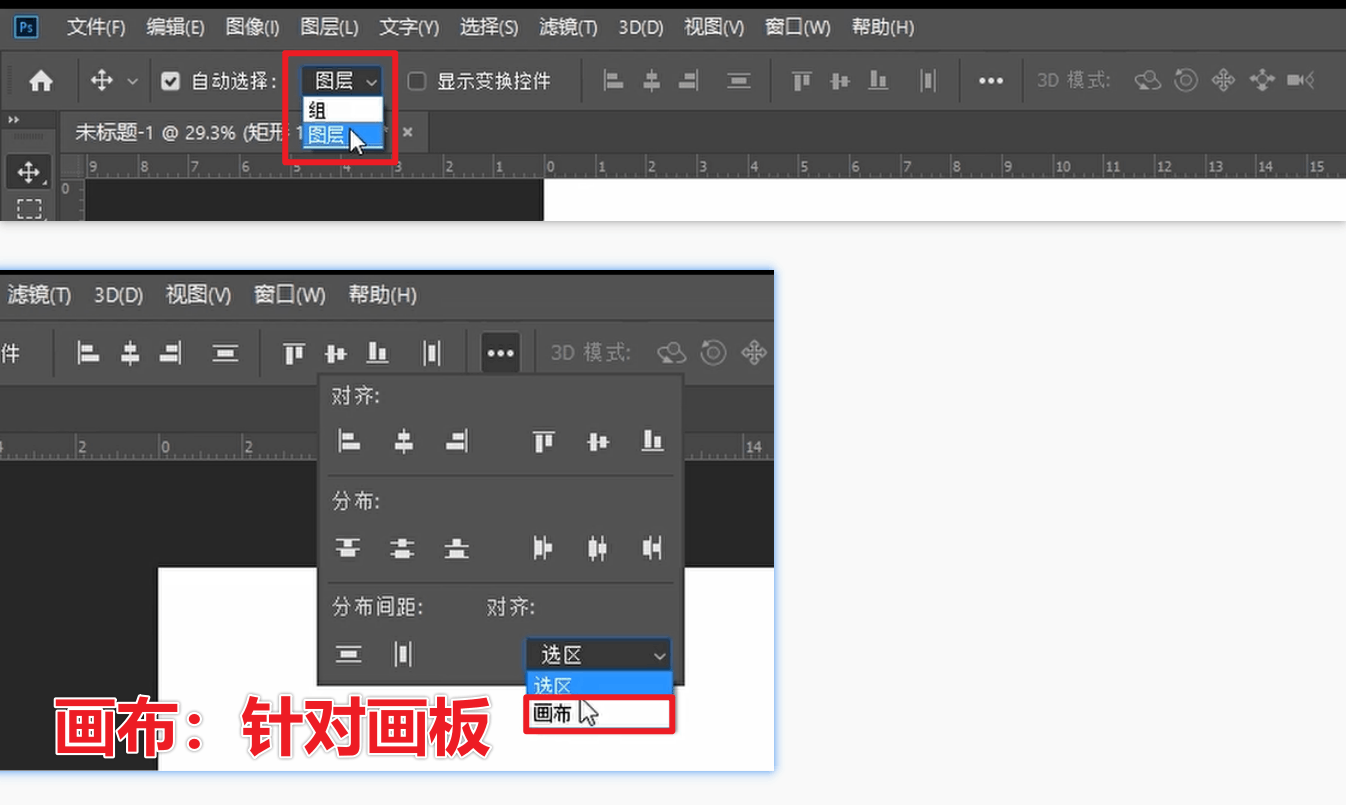 Ps 文件(F) 编辑(E) 图像(I) 图层(L) 文字(Y) 选择(S) 滤镜(T) 3D(D) 视图(V) 窗口(W) 帮助(H)
自动选择: 图层 显示变换控件 3D 模式:
组
未标题-1 @ 29.3% (矩形 1
图层
9 8 7 6 5 4 3 2 1 0 1 2 3 4 5 6 7 8 9 10 11 12 13 14 15
0
滤镜(T) 3D(D) 视图(V) 窗口(W) 帮助(H)
件 3D 模式:
对齐:
2 0 2 14
分布:
分布间距: 对齐:
选区
选区
画布
画布：针对画板